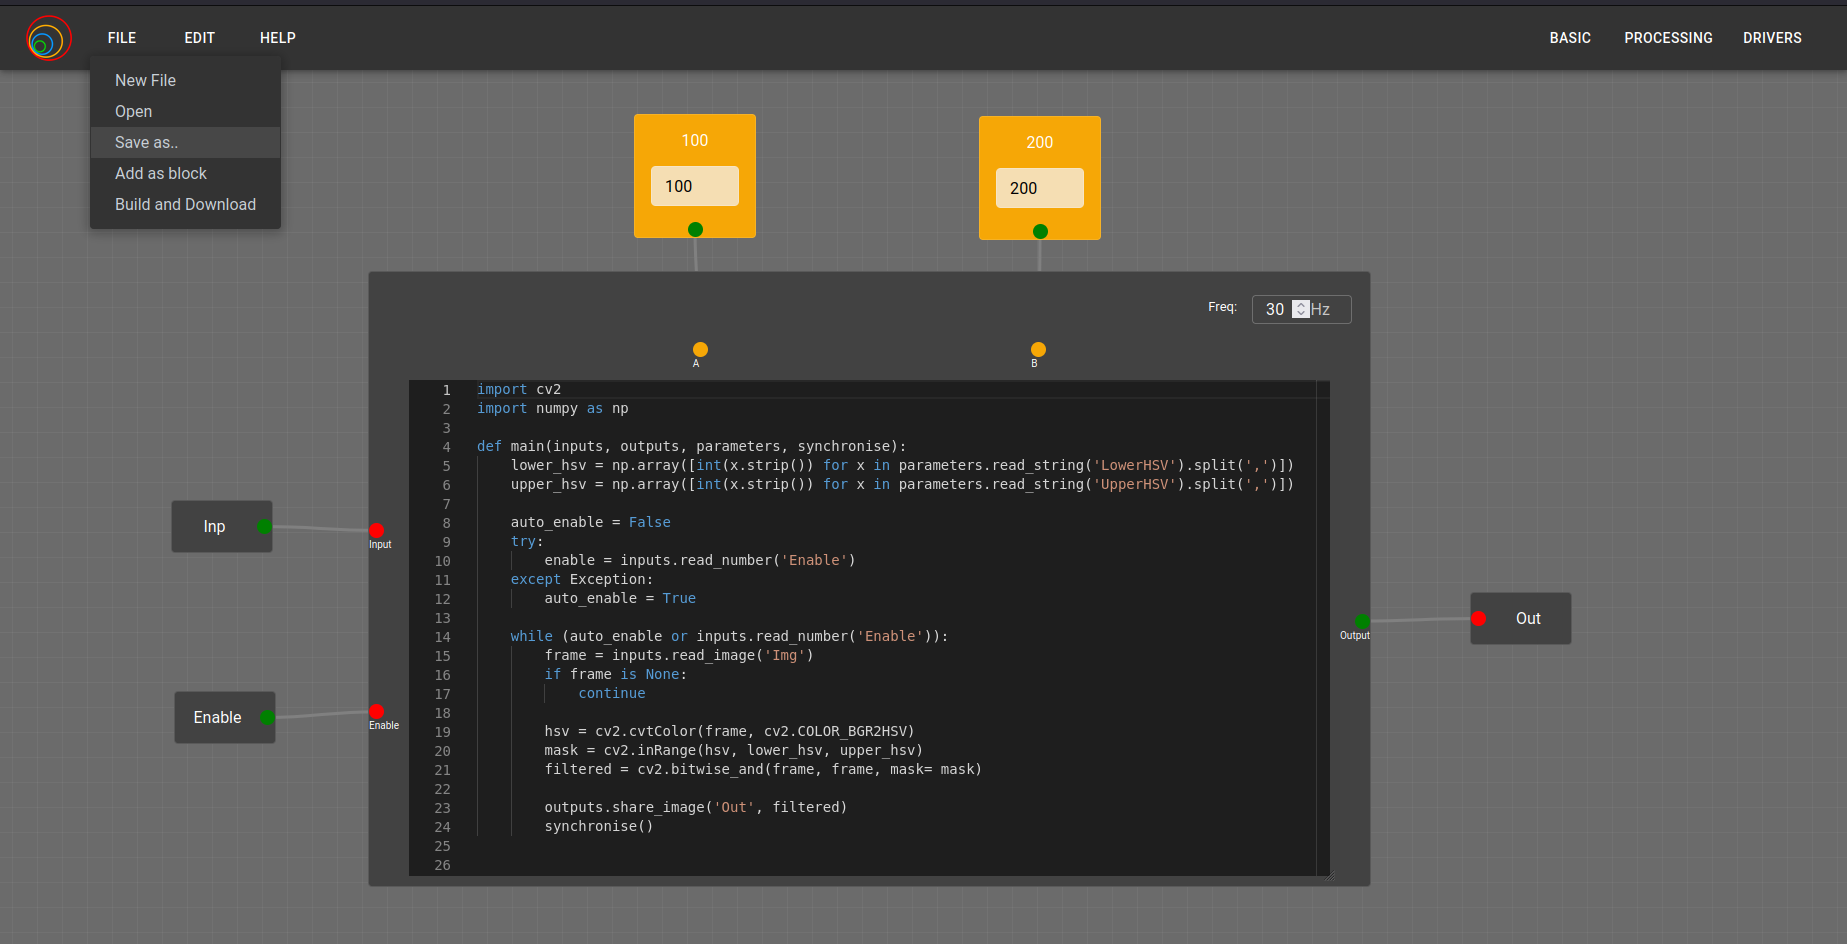 FILE EDIT HELP BASIC PROCESSING DRIVERS
New File
Open
Save as..
Add as block
Build and Download
100
100
200
200
Freq: 30 Hz
A
B
1 import cv2
2 import numpy as np
3
4 def main(inputs, outputs, parameters, synchronise):
5     lower_hsv = np.array([int(x.strip()) for x in parameters.read_string('LowerHSV').split(',')])
6     upper_hsv = np.array([int(x.strip()) for x in parameters.read_string('UpperHSV').split(',')])
7
8     auto_enable = False
9     try:
10         enable = inputs.read_number('Enable')
11     except Exception:
12         auto_enable = True
13
14     while (auto_enable or inputs.read_number('Enable')):
15         frame = inputs.read_image('Img')
16         if frame is None:
17             continue
18
19         hsv = cv2.cvtColor(frame, cv2.COLOR_BGR2HSV)
20         mask = cv2.inRange(hsv, lower_hsv, upper_hsv)
21         filtered = cv2.bitwise_and(frame, frame, mask= mask)
22
23         outputs.share_image('Out', filtered)
24         synchronise()
25
26
Inp
Input
Enable
Enable
Output
Out